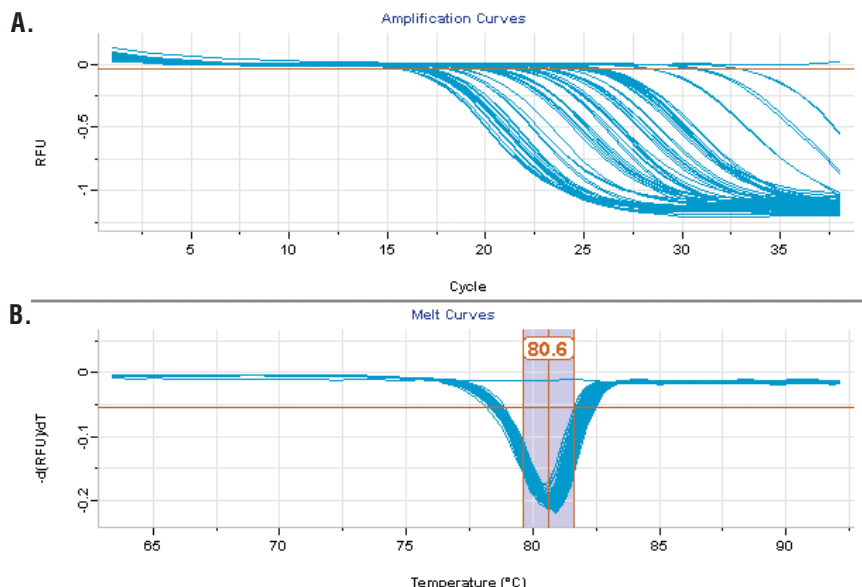 A.
Amplification Curves
0
-0.5
-1
RFU
5 10 15 20 25 30 35
Cycle
B.
Melt Curves
80.6
0
-0.1
-0.2
-d(RFU)/dT
65 70 75 80 85 90
Temperature (°C)